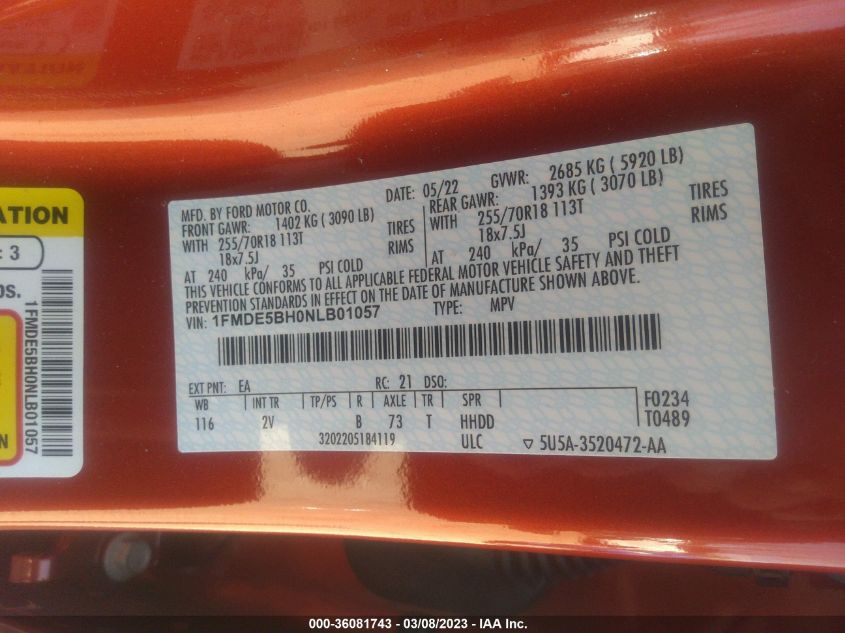 ATION
: 3
os.
1FMDE5BH0NLB01057
N
MFD. BY FORD MOTOR CO.
DATE: 05/22 GVWR: 2685 KG ( 5920 LB)
FRONT GAWR: 1402 KG ( 3090 LB)
WITH 255/70R18 113T TIRES
18x7.5J RIMS
AT 240 kPa/ 35 PSI COLD
REAR GAWR: 1393 KG ( 3070 LB)
WITH 255/70R18 113T TIRES
18x7.5J RIMS
AT 240 kPa/ 35 PSI COLD
THIS VEHICLE CONFORMS TO ALL APPLICABLE FEDERAL MOTOR VEHICLE SAFETY AND THEFT
PREVENTION STANDARDS IN EFFECT ON THE DATE OF MANUFACTURE SHOWN ABOVE.
VIN: 1FMDE5BH0NLB01057 TYPE: MPV
EXT PNT: EA RC: 21 DSO:
WB INT TR TP/PS R AXLE TR SPR F0234
116 2V B 73 T HHDD T0489
3202205184119 ULC ▽ 5U5A-3520472-AA
000-36081743 — 03/08/2023 — IAA Inc.